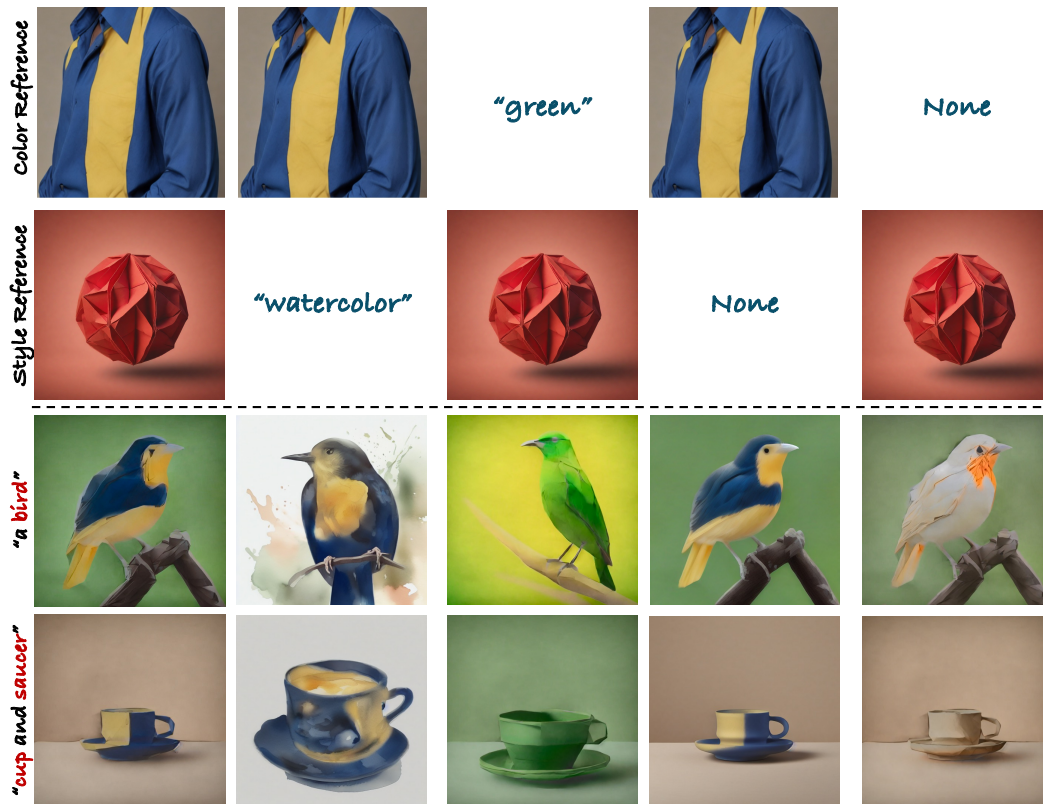 Color Reference
“green”
None
Style Reference
“watercolor”
None
“a bird”
“cup and saucer”